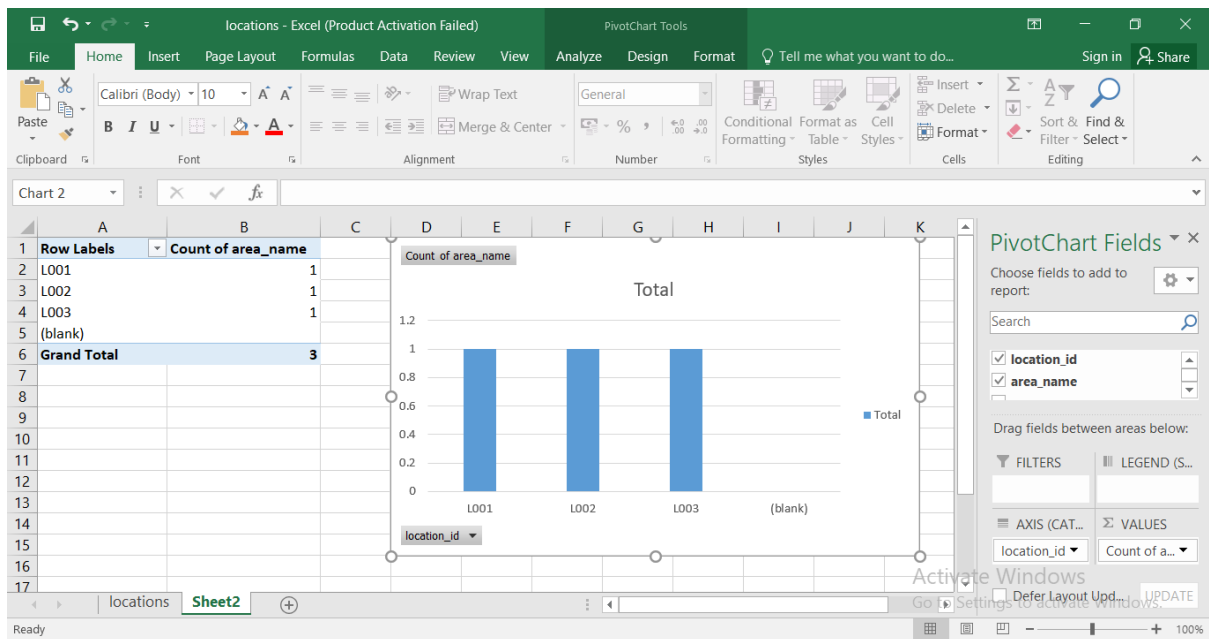 locations - Excel (Product Activation Failed) PivotChart Tools
File Home Insert Page Layout Formulas Data Review View Analyze Design Format Tell me what you want to do... Sign in Share
Paste
Calibri (Body) 10
B I U
Wrap Text
Merge & Center
General
%
Conditional Formatting
Format as Table
Cell Styles
Insert
Delete
Format
Sort & Filter
Find & Select
Clipboard Font Alignment Number Styles Cells Editing
Chart 2 fx
A B C D E F G H I J K
1 Row Labels Count of area_name
2 L001 1
3 L002 1
4 L003 1
5 (blank)
6 Grand Total 3
7
8
9
10
11
12
13
14
15
16
17
Count of area_name
Total
1.2
1
0.8
0.6
0.4
0.2
0
L001 L002 L003 (blank)
Total
location_id
PivotChart Fields
Choose fields to add to
report:
Search
location_id
area_name
Drag fields between areas below:
FILTERS LEGEND (S...
AXIS (CAT... Σ VALUES
location_id Count of a...
Defer Layout Upd... UPDATE
Activate Windows
Go to Settings to activate Windows.
locations Sheet2
Ready 100%